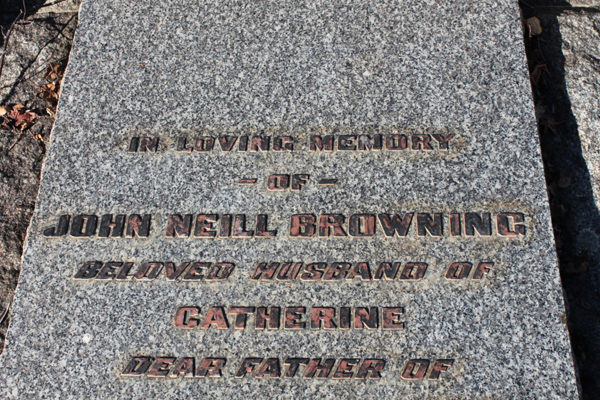 IN LOVING MEMORY
- OF -
JOHN NEILL BROWNING
BELOVED HUSBAND OF
CATHERINE
DEAR FATHER OF